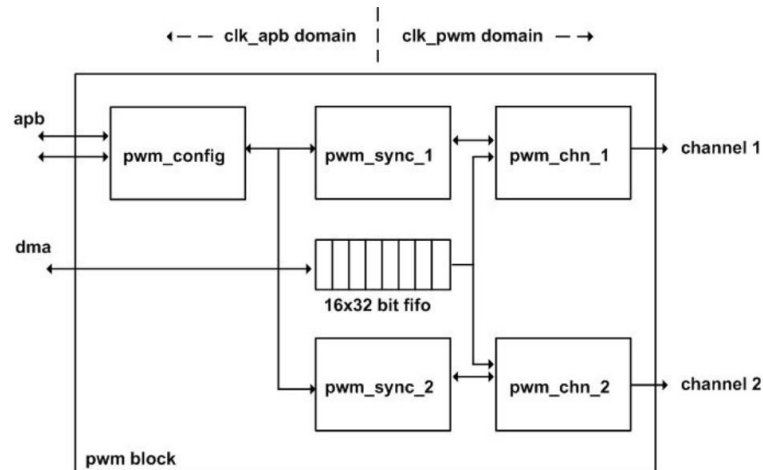 clk_apb domain
clk_pwm domain
apb
pwm_config
pwm_sync_1
pwm_chn_1
channel 1
dma
16x32 bit fifo
pwm_sync_2
pwm_chn_2
channel 2
pwm block